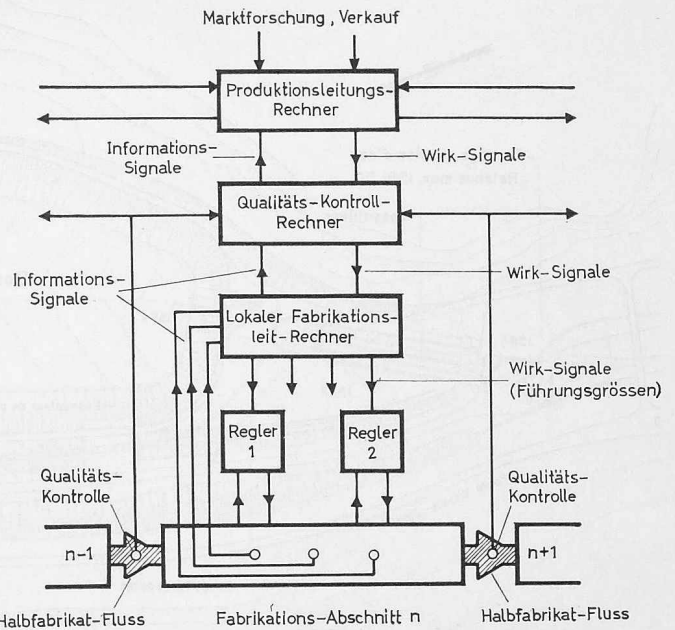 Marktforschung, Verkauf
Produktionsleitungs-
Rechner
Informations-
Signale
Wirk-Signale
Qualitäts-Kontroll-
Rechner
Informations-
Signale
Wirk-Signale
Lokaler Fabrikations-
leit-Rechner
Wirk-Signale
(Führungsgrössen)
Regler
1
Regler
2
Qualitäts-
Kontrolle
Qualitäts-
Kontrolle
n-1
n+1
Halbfabrikat-Fluss
Fabrikations-Abschnitt n
Halbfabrikat-Fluss